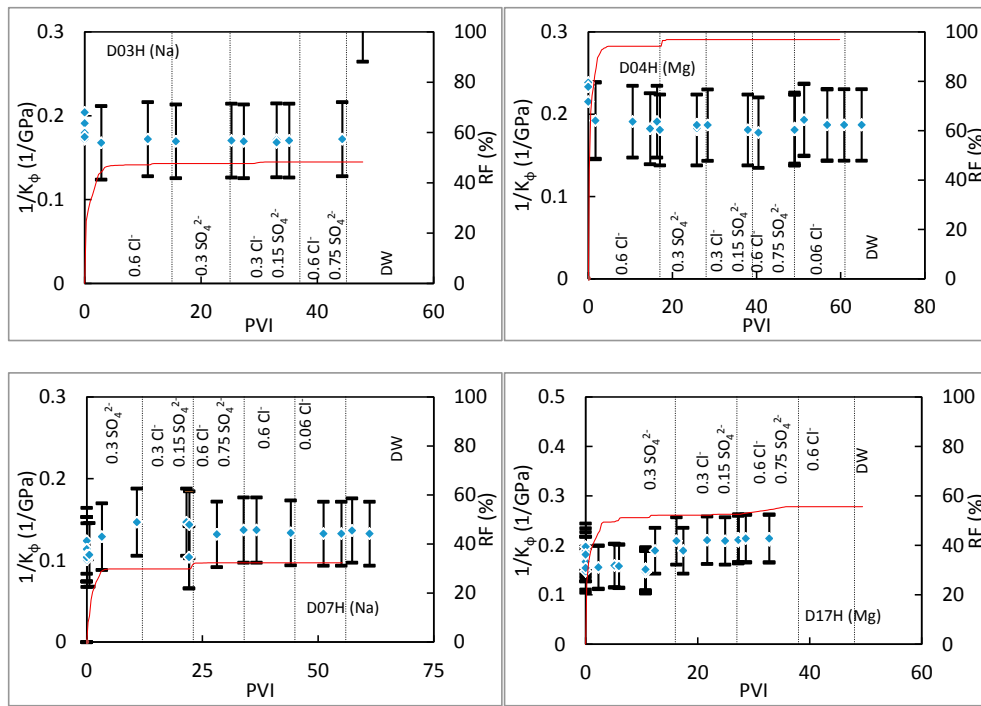 D03H (Na)
0.3
0.2
0.1
0
1/Kϕ (1/GPa)
100
80
60
40
20
0
RF (%)
0.6 Cl⁻
0.3 SO₄²⁻
0.3 Cl⁻
0.15 SO₄²⁻
0.6 Cl⁻
0.75 SO₄²⁻
DW
0
20
40
60
PVI
D04H (Mg)
0.3
0.2
0.1
0
1/Kϕ (1/GPa)
100
80
60
40
20
0
RF (%)
0.6 Cl⁻
0.3 SO₄²⁻
0.3 Cl⁻
0.15 SO₄²⁻
0.6 Cl⁻
0.75 SO₄²⁻
0.06 Cl⁻
DW
0
20
40
60
80
PVI
0.3
0.2
0.1
0
1/Kϕ (1/GPa)
100
80
60
40
20
0
RF (%)
0.3 SO₄²⁻
0.3 Cl⁻
0.15 SO₄²⁻
0.6 Cl⁻
0.75 SO₄²⁻
0.6 Cl⁻
0.06 Cl⁻
DW
D07H (Na)
0
25
50
75
PVI
0.5
0.4
0.3
0.2
0.1
0
1/Kϕ (1/GPa)
100
80
60
40
20
0
RF (%)
0.3 SO₄²⁻
0.3 Cl⁻
0.15 SO₄²⁻
0.6 Cl⁻
0.75 SO₄²⁻
0.6 Cl⁻
DW
D17H (Mg)
0
20
40
60
PVI